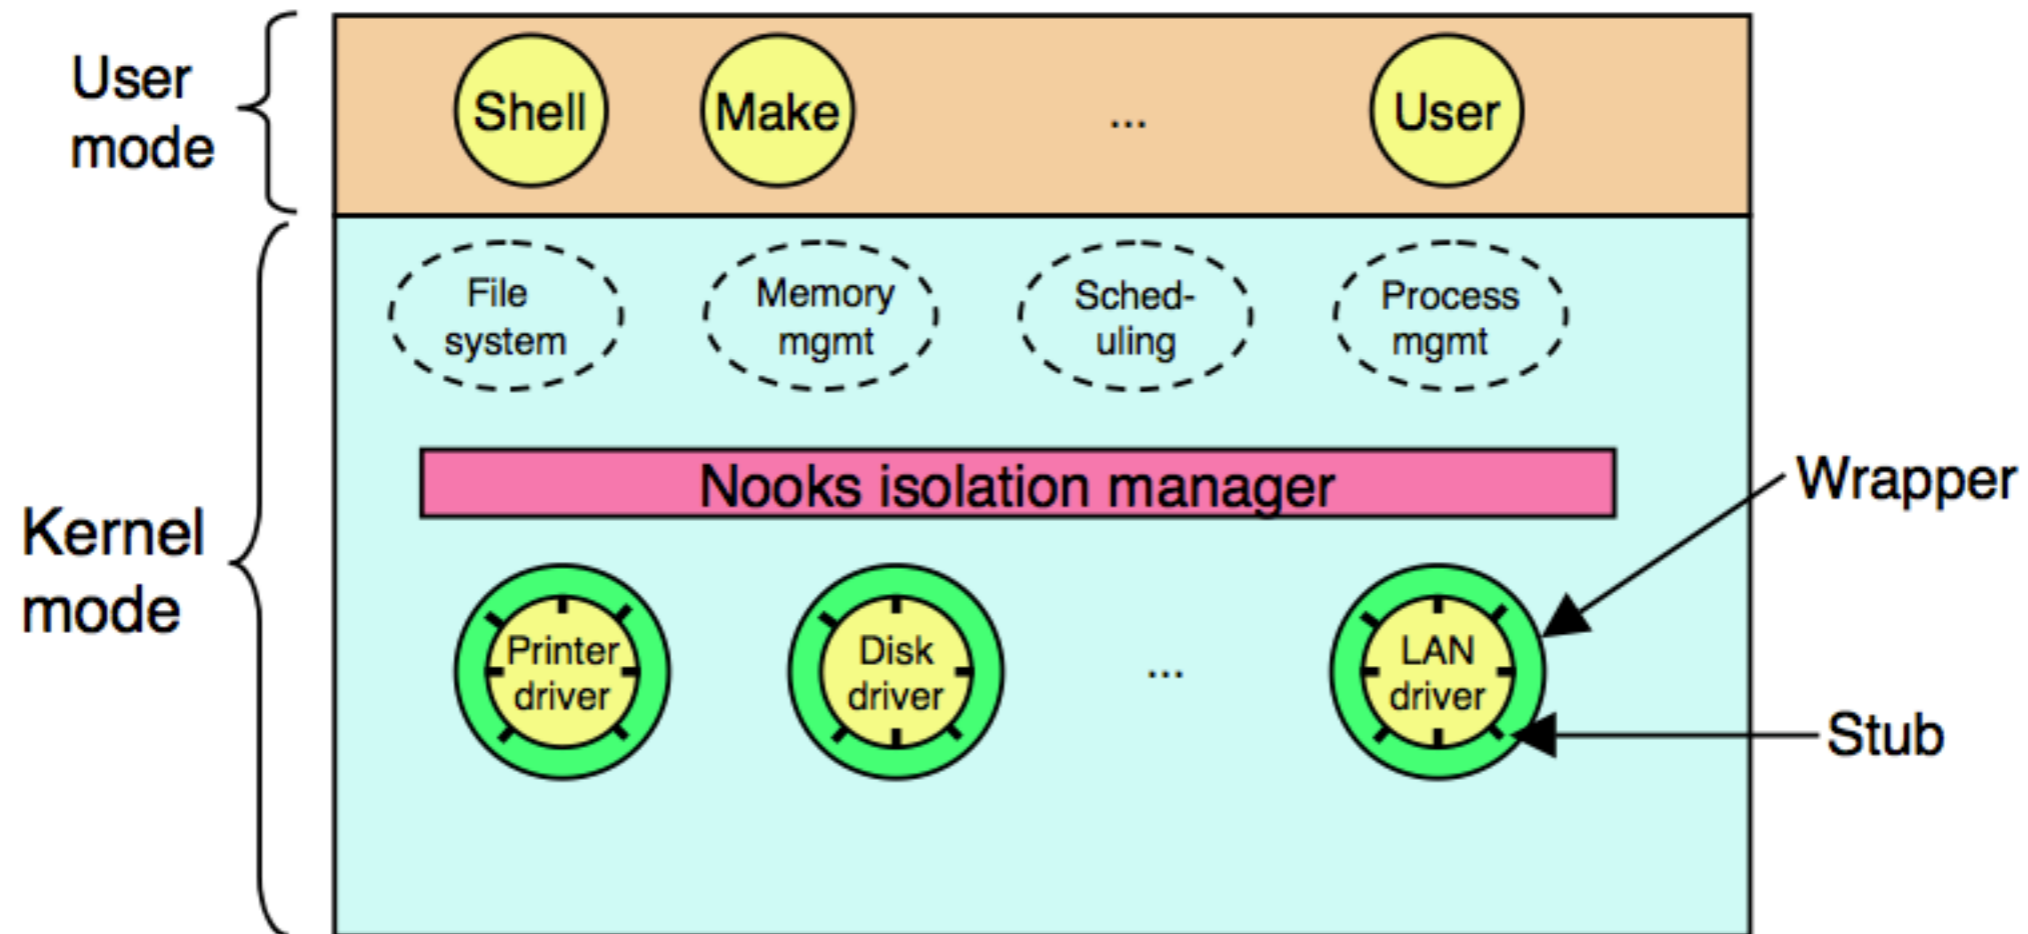 User
mode
Shell
Make
...
User
File
system
Memory
mgmt
Sched-
uling
Process
mgmt
Nooks isolation manager
Wrapper
Kernel
mode
Printer
driver
Disk
driver
...
LAN
driver
Stub